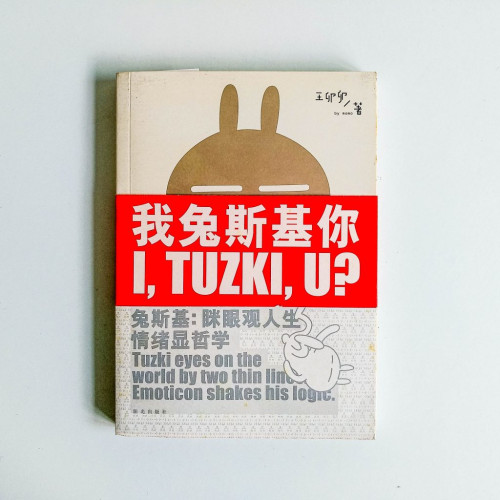 王卯卯/著
by momo
我兔斯基你
I, TUZKI, U?
兔斯基:眯眼观人生
情绪显哲学
Tuzki eyes on the
world by two thin line
Emoticon shakes his logic.